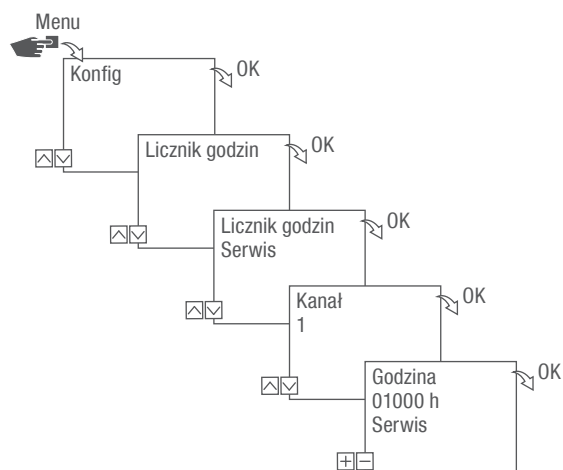 Menu
Konfig
OK
Licznik godzin
OK
Licznik godzin
Serwis
OK
Kanał
1
OK
Godzina
01000 h
Serwis
OK